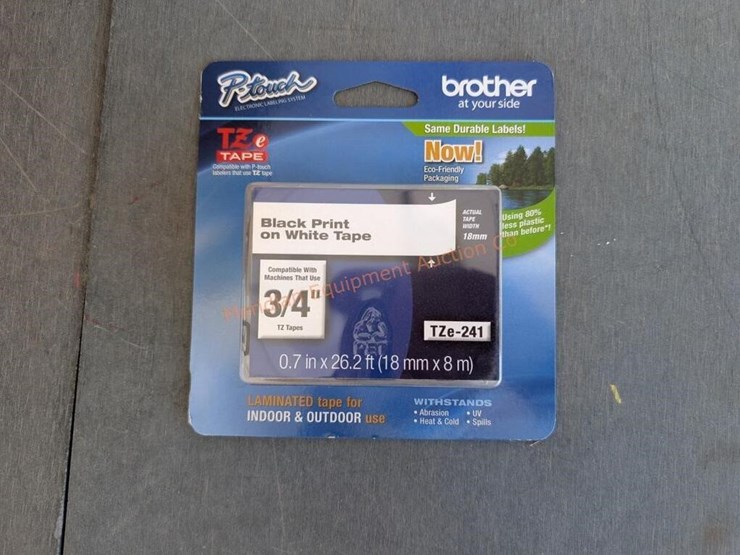 P-touch
ELECTRONIC LABELING SYSTEM
brother
at your side
TZe
TAPE
Compatible with P-touch
labelers that use TZ tape
Same Durable Labels!
Now!
Eco-Friendly
Packaging
Using 80%
less plastic
than before*!
Black Print
on White Tape
ACTUAL
TAPE
WIDTH
18mm
Compatible With
Machines That Use
3/4"
TZ Tapes
Equipment Auction Co
TZe-241
0.7 in x 26.2 ft (18 mm x 8 m)
LAMINATED tape for
INDOOR & OUTDOOR use
WITHSTANDS
• Abrasion • UV
• Heat & Cold • Spills